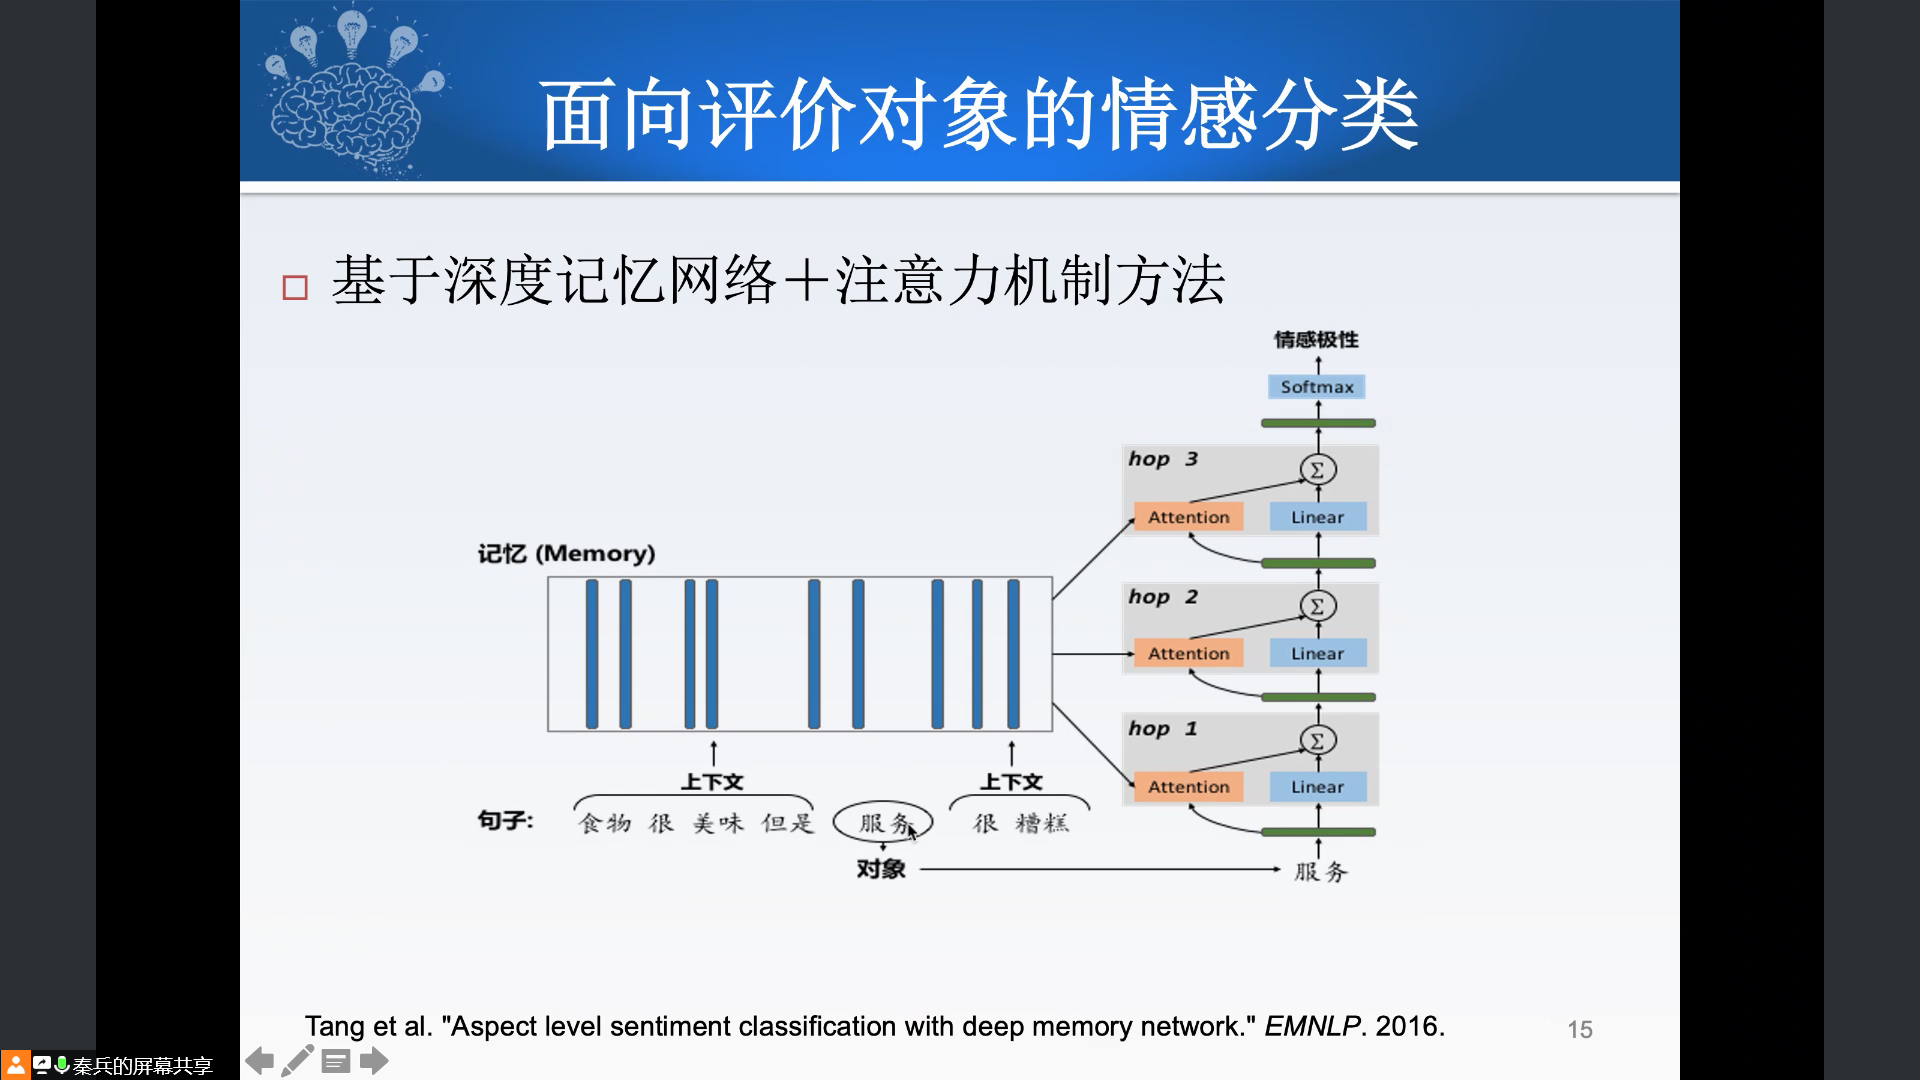 面向评价对象的情感分类
基于深度记忆网络＋注意力机制方法
情感极性
Softmax
hop 3
Σ
Attention
Linear
记忆 (Memory)
hop 2
Σ
Attention
Linear
hop 1
Σ
Attention
Linear
上下文
上下文
句子:
食物 很 美味 但是 服务 很 糟糕
对象
服务
Tang et al. "Aspect level sentiment classification with deep memory network." EMNLP. 2016.
15
秦兵的屏幕共享